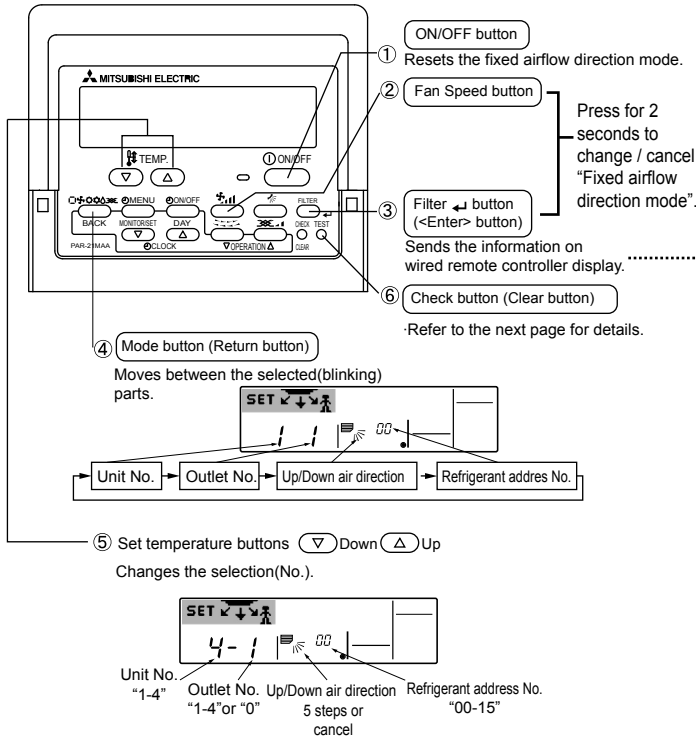 ON/OFF button
① Resets the fixed airflow direction mode.
② Fan Speed button
Press for 2
seconds to
change / cancel
“Fixed airflow
direction mode”.
③ Filter ↵ button
(<Enter> button)
Sends the information on
wired remote controller display.
⑥ Check button (Clear button)
·Refer to the next page for details.
MITSUBISHI ELECTRIC
TEMP.
ON/OFF
MENU ON/OFF FILTER
BACK MONITOR/SET DAY CHECK TEST
PAR-21MAA CLOCK ▽OPERATION△ CLEAR
④ Mode button (Return button)
Moves between the selected(blinking)
parts.
SET
1 1 00
Unit No. Outlet No. Up/Down air direction Refrigerant addres No.
⑤ Set temperature buttons ▽ Down △ Up
Changes the selection(No.).
SET
4- 1 00
Unit No.
“1-4”
Outlet No.
“1-4”or “0”
Up/Down air direction
5 steps or
cancel
Refrigerant address No.
“00-15”